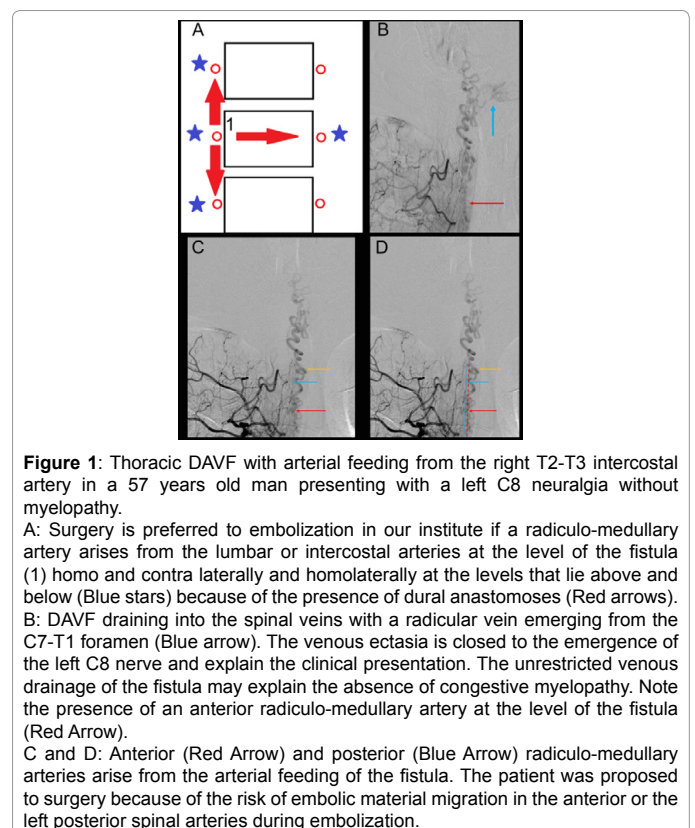 A
B
1
C
D
Figure 1: Thoracic DAVF with arterial feeding from the right T2-T3 intercostal
artery in a 57 years old man presenting with a left C8 neuralgia without
myelopathy.
A: Surgery is preferred to embolization in our institute if a radiculo-medullary
artery arises from the lumbar or intercostal arteries at the level of the fistula
(1) homo and contra laterally and homolaterally at the levels that lie above and
below (Blue stars) because of the presence of dural anastomoses (Red arrows).
B: DAVF draining into the spinal veins with a radicular vein emerging from the
C7-T1 foramen (Blue arrow). The venous ectasia is closed to the emergence of
the left C8 nerve and explain the clinical presentation. The unrestricted venous
drainage of the fistula may explain the absence of congestive myelopathy. Note
the presence of an anterior radiculo-medullary artery at the level of the fistula
(Red Arrow).
C and D: Anterior (Red Arrow) and posterior (Blue Arrow) radiculo-medullary
arteries arise from the arterial feeding of the fistula. The patient was proposed
to surgery because of the risk of embolic material migration in the anterior or the
left posterior spinal arteries during embolization.